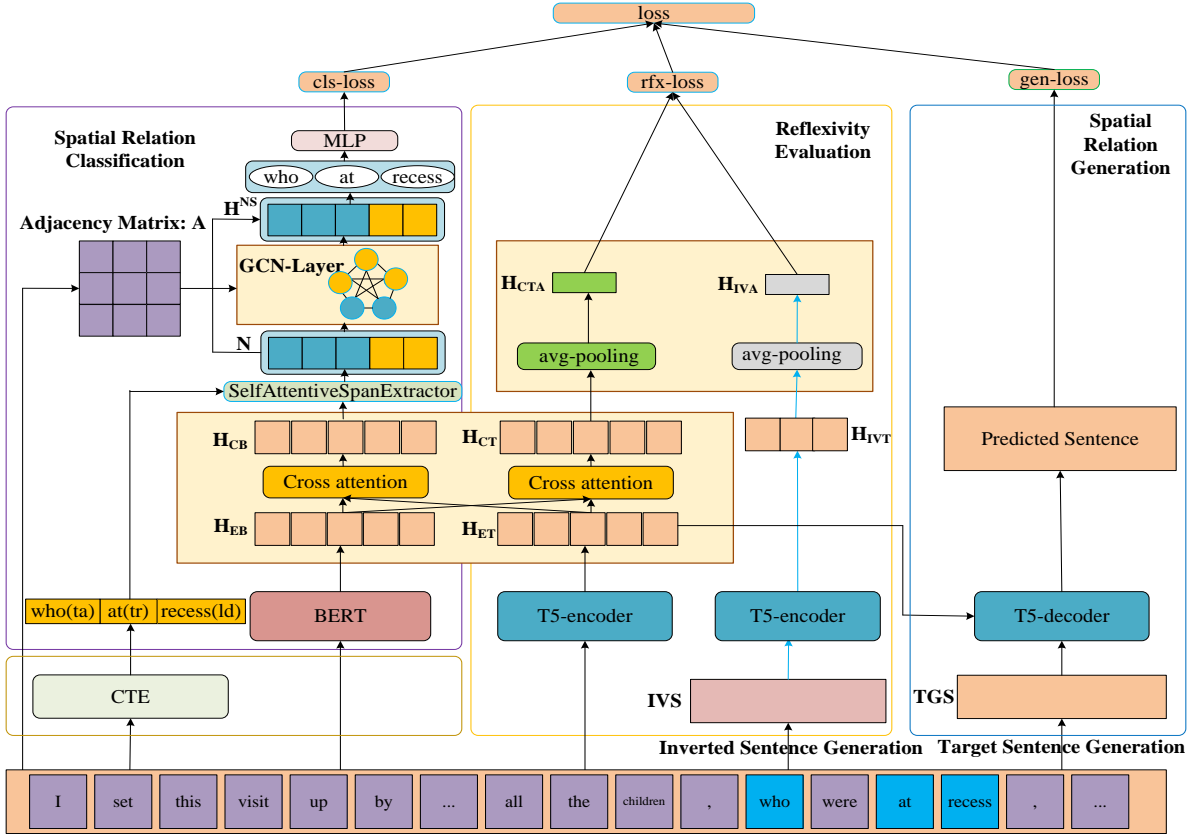 loss
cls-loss
rfx-loss
gen-loss
Spatial Relation
Classification
MLP
Reflexivity
Evaluation
Spatial
Relation
Generation
who
at
recess
H^NS
Adjacency Matrix: A
GCN-Layer
H_CTA
H_IVA
N
avg-pooling
avg-pooling
SelfAttentiveSpanExtractor
H_CB
H_CT
H_IVT
Predicted Sentence
Cross attention
Cross attention
H_EB
H_ET
who(ta)
at(tr)
recess(ld)
BERT
T5-encoder
T5-encoder
T5-decoder
CTE
IVS
TGS
Inverted Sentence Generation
Target Sentence Generation
I set this visit up by ... all the children , who were at recess , ...